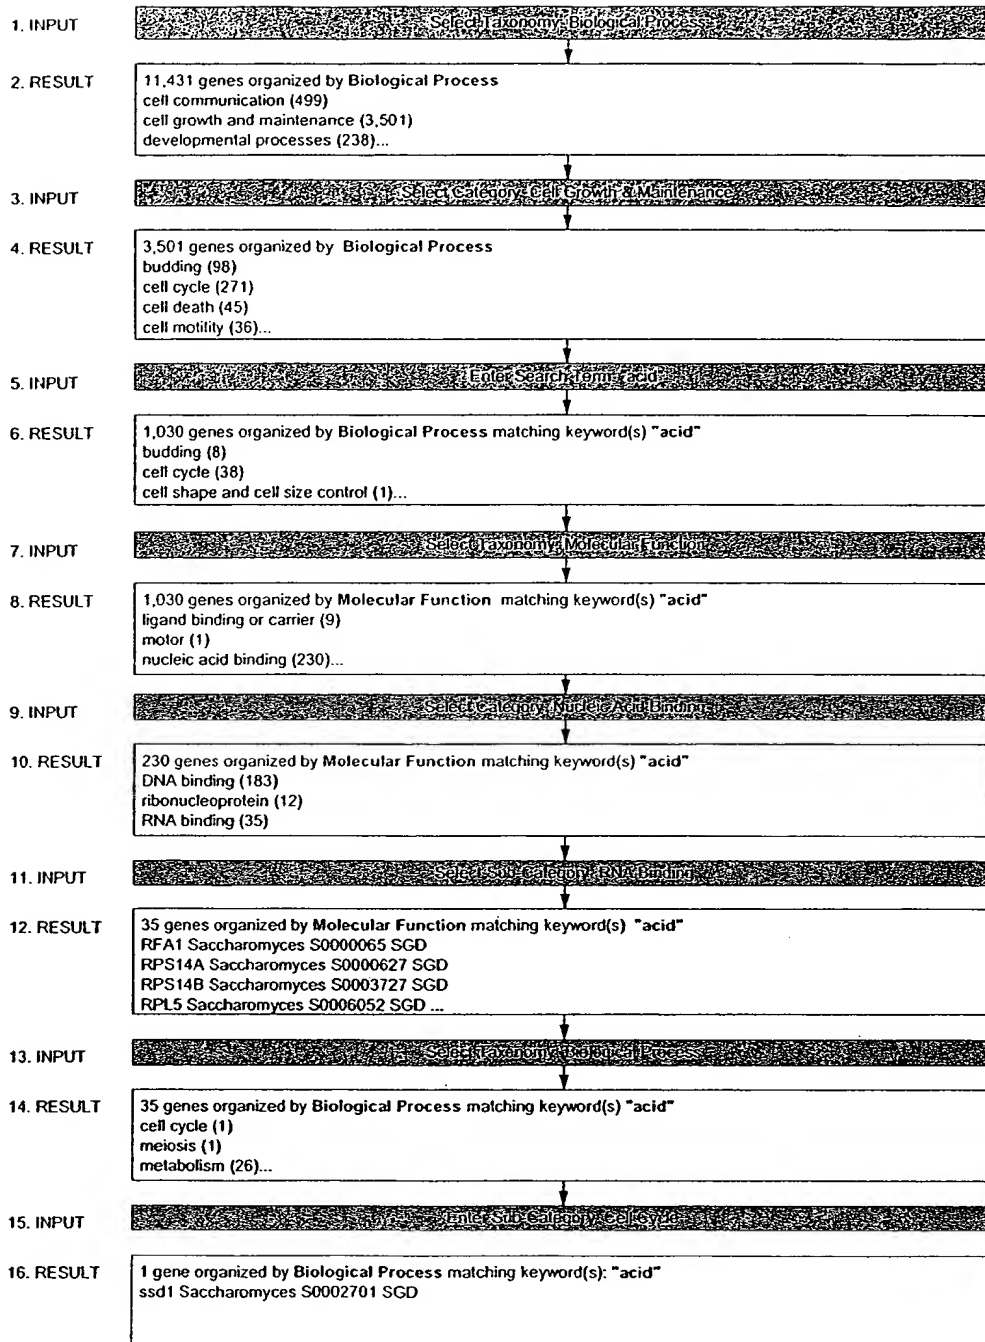 1. INPUT
Select Taxonomy: Biological Process
2. RESULT
11,431 genes organized by Biological Process
cell communication (499)
cell growth and maintenance (3,501)
developmental processes (238)...
3. INPUT
Select Category: Cell Growth & Maintenance
4. RESULT
3,501 genes organized by Biological Process
budding (98)
cell cycle (271)
cell death (45)
cell motility (36)...
5. INPUT
Enter Search Term: "acid"
6. RESULT
1,030 genes organized by Biological Process matching keyword(s) "acid"
budding (8)
cell cycle (38)
cell shape and cell size control (1)...
7. INPUT
Select Taxonomy: Molecular Function
8. RESULT
1,030 genes organized by Molecular Function matching keyword(s) "acid"
ligand binding or carrier (9)
motor (1)
nucleic acid binding (230)...
9. INPUT
Select Category: Nucleic Acid Binding
10. RESULT
230 genes organized by Molecular Function matching keyword(s) "acid"
DNA binding (183)
ribonucleoprotein (12)
RNA binding (35)
11. INPUT
Select Sub-Category: RNA Binding
12. RESULT
35 genes organized by Molecular Function matching keyword(s) "acid"
RFA1 Saccharomyces S0000065 SGD
RPS14A Saccharomyces S0000627 SGD
RPS14B Saccharomyces S0003727 SGD
RPL5 Saccharomyces S0006052 SGD ...
13. INPUT
Select Taxonomy: Biological Process
14. RESULT
35 genes organized by Biological Process matching keyword(s) "acid"
cell cycle (1)
meiosis (1)
metabolism (26)...
15. INPUT
Enter Sub-Category: Cell Cycle
16. RESULT
1 gene organized by Biological Process matching keyword(s): "acid"
ssd1 Saccharomyces S0002701 SGD